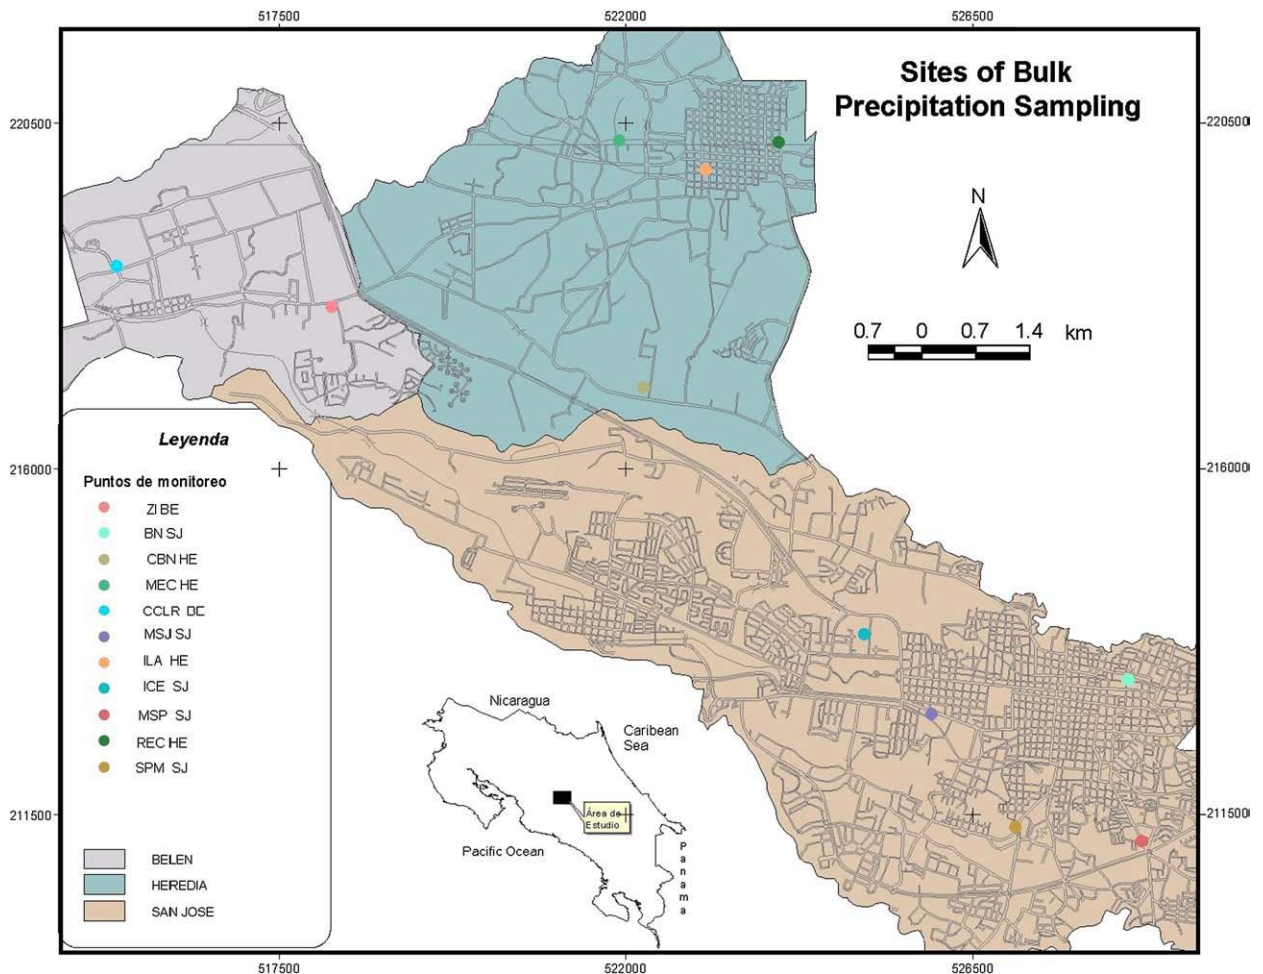 517500 522000 526500
Sites of Bulk
Precipitation Sampling
220500 220500
N
0.7 0 0.7 1.4 km
Leyenda
216000 216000
Puntos de monitoreo
ZI BE
BN SJ
CBN HE
MEC HE
CCLR BE
MSJ SJ
ILA HE
ICE SJ
MSP SJ
REC HE
SPM SJ
Nicaragua
Caribean
Sea
Área de
Estudio
211500 211500
Pacific Ocean
Panama
BELEN
HEREDIA
SAN JOSE
517500 522000 526500